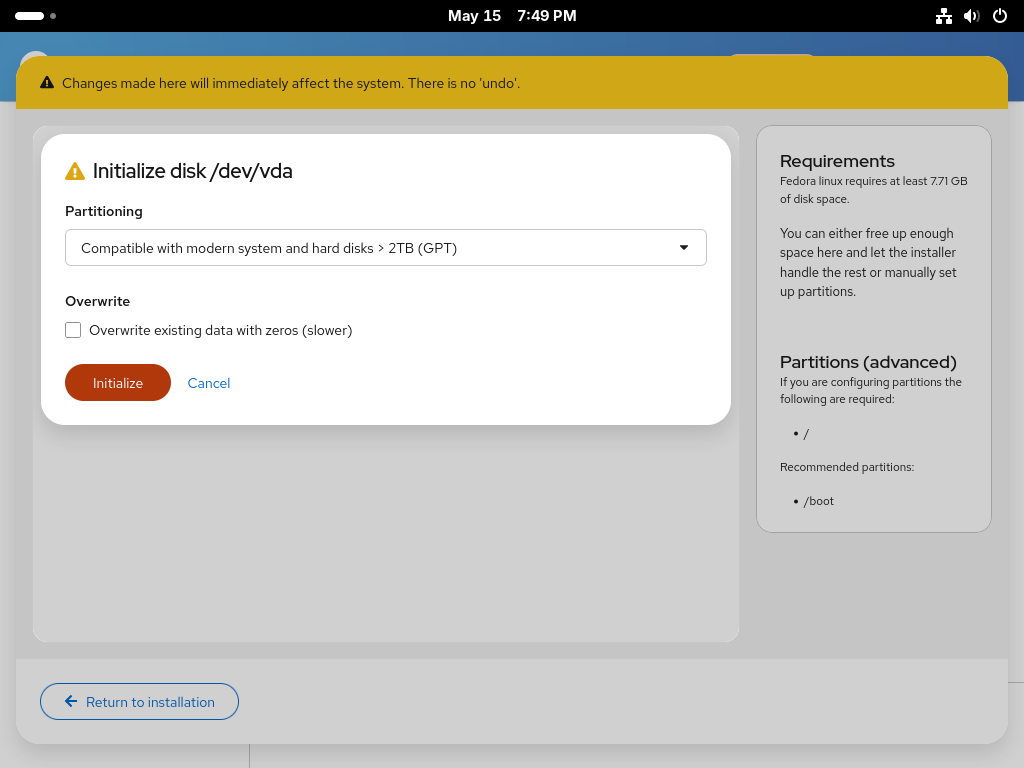 May 15 7:49 PM
Changes made here will immediately affect the system. There is no 'undo'.
Initialize disk /dev/vda
Partitioning
Compatible with modern system and hard disks > 2TB (GPT)
Overwrite
Overwrite existing data with zeros (slower)
Initialize Cancel
Requirements
Fedora linux requires at least 7.71 GB
of disk space.
You can either free up enough
space here and let the installer
handle the rest or manually set
up partitions.
Partitions (advanced)
If you are configuring partitions the
following are required:
• /
Recommended partitions:
• /boot
Return to installation